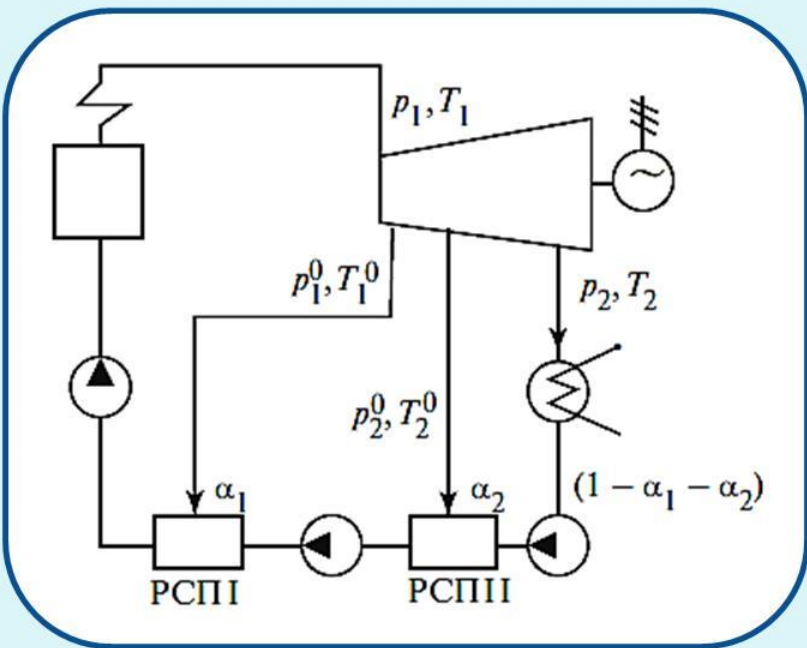 p₁, T₁
~
p₁⁰, T₁⁰
p₂, T₂
p₂⁰, T₂⁰
α₁
α₂
(1 − α₁ − α₂)
РСП I
РСП II